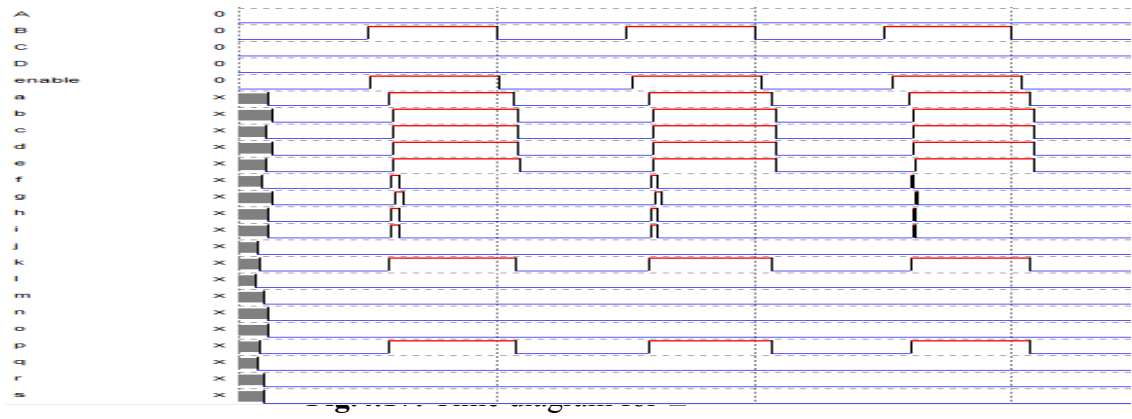 A 0
B 0
C 0
D 0
enable 0
a x
b x
c x
d x
e x
f x
g x
h x
i x
j x
k x
l x
m x
n x
o x
p x
q x
r x
s x